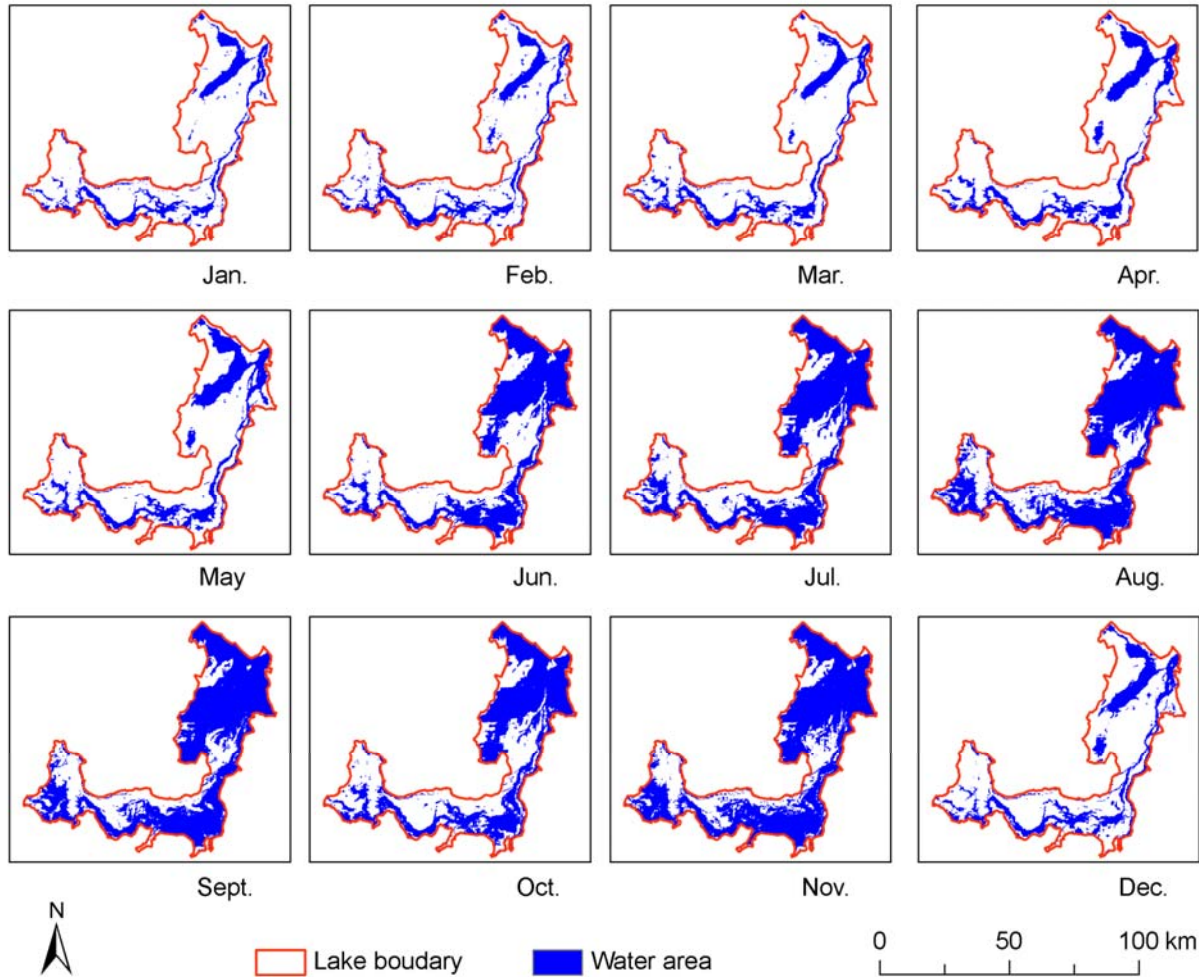 Jan.
Feb.
Mar.
Apr.
May
Jun.
Jul.
Aug.
Sept.
Oct.
Nov.
Dec.
N
Lake boudary
Water area
0 50 100 km